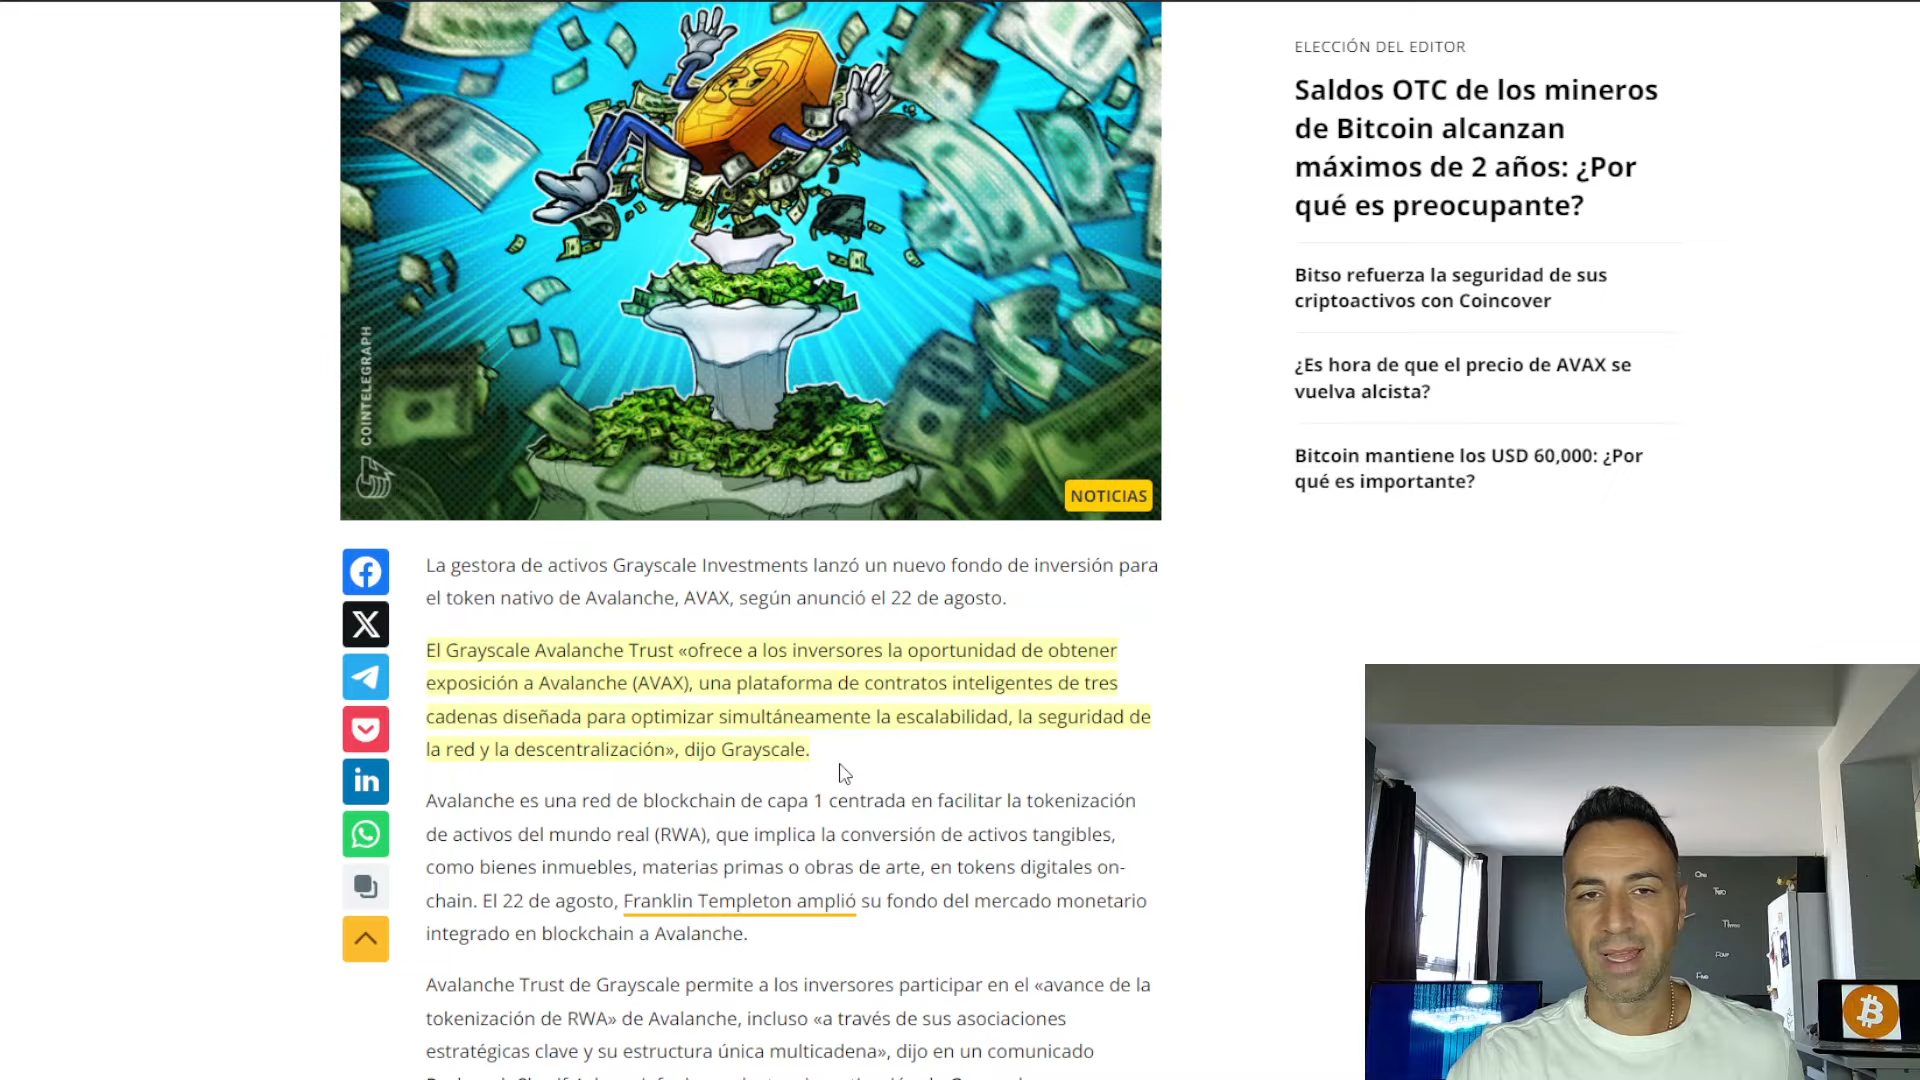 COINTELEGRAPH
NOTICIAS
La gestora de activos Grayscale Investments lanzó un nuevo fondo de inversión para
el token nativo de Avalanche, AVAX, según anunció el 22 de agosto.
El Grayscale Avalanche Trust «ofrece a los inversores la oportunidad de obtener
exposición a Avalanche (AVAX), una plataforma de contratos inteligentes de tres
cadenas diseñada para optimizar simultáneamente la escalabilidad, la seguridad de
la red y la descentralización», dijo Grayscale.
Avalanche es una red de blockchain de capa 1 centrada en facilitar la tokenización
de activos del mundo real (RWA), que implica la conversión de activos tangibles,
como bienes inmuebles, materias primas o obras de arte, en tokens digitales on-
chain. El 22 de agosto, Franklin Templeton amplió su fondo del mercado monetario
integrado en blockchain a Avalanche.
Avalanche Trust de Grayscale permite a los inversores participar en el «avance de la
tokenización de RWA» de Avalanche, incluso «a través de sus asociaciones
estratégicas clave y su estructura única multicadena», dijo en un comunicado
ELECCIÓN DEL EDITOR
Saldos OTC de los mineros
de Bitcoin alcanzan
máximos de 2 años: ¿Por
qué es preocupante?
Bitso refuerza la seguridad de sus
criptoactivos con Coincover
¿Es hora de que el precio de AVAX se
vuelva alcista?
Bitcoin mantiene los USD 60,000: ¿Por
qué es importante?
One
Two
Three
Four
Five